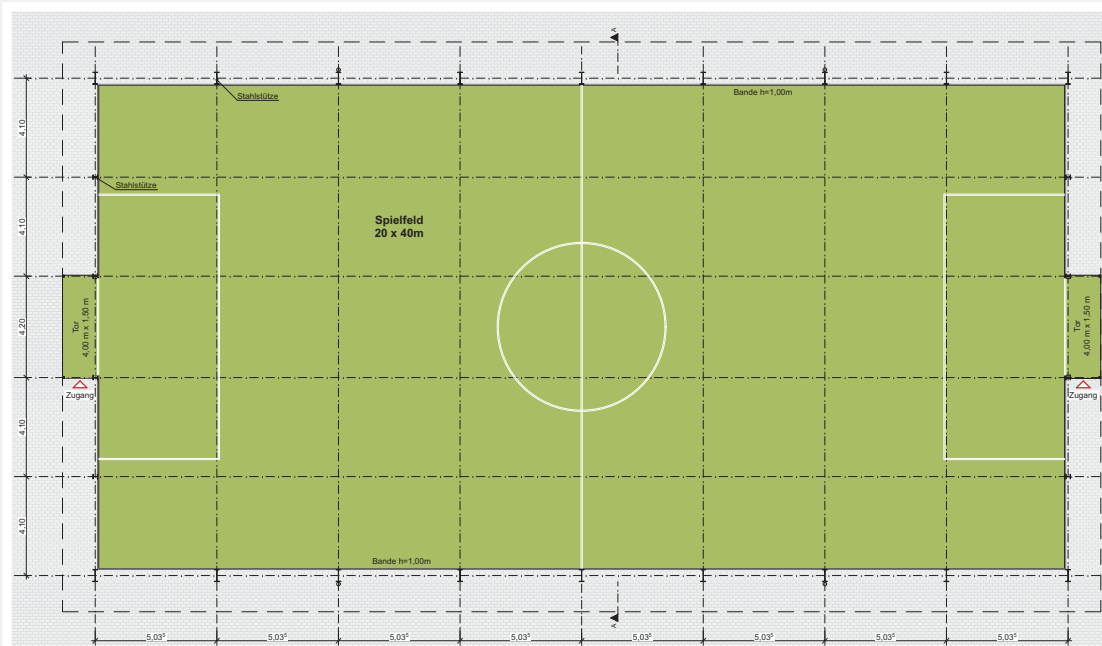 A
Bande h=1,00m
Stahlstütze
4,10
Stahlstütze
4,10
Spielfeld
20 x 40m
Tor
4,00 m x 1,50 m
4,20
Tor
4,00 m x 1,50 m
Zugang
Zugang
4,10
4,10
Bande h=1,00m
A
5,03⁵
5,03⁵
5,03⁵
5,03⁵
5,03⁵
5,03⁵
5,03⁵
5,03⁵